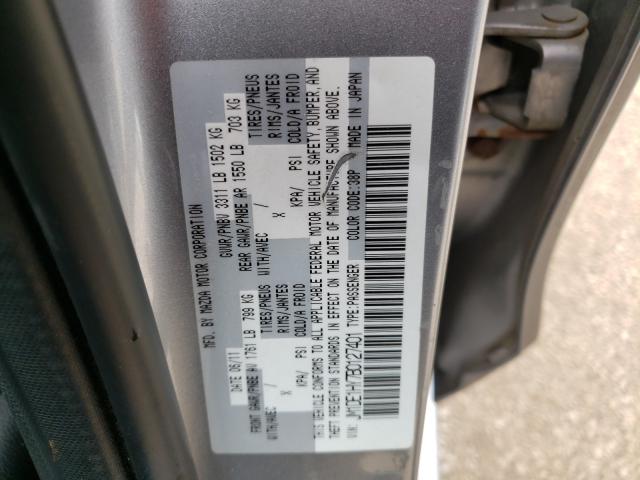 MFD. BY MAZDA MOTOR CORPORATION
DATE 06/11 GVWR/PNBV 3311 LB 1502 KG
FRONT GAWR/PNBE AV 1761 LB 799 KG REAR GAWR/PNBE AR 1550 LB 703 KG
WITH/AVEC / TIRES/PNEUS WITH/AVEC / TIRES/PNEUS
X RIMS/JANTES X RIMS/JANTES
KPA/ PSI COLD/A FROID KPA/ PSI COLD/A FROID
THIS VEHICLE CONFORMS TO ALL APPLICABLE FEDERAL MOTOR VEHICLE SAFETY, BUMPER, AND
THEFT PREVENTION STANDARDS IN EFFECT ON THE DATE OF MANUFACTURE SHOWN ABOVE.
VIN: JM1DE1HY7B0127401 TYPE:PASSENGER COLOR CODE:38P MADE IN JAPAN